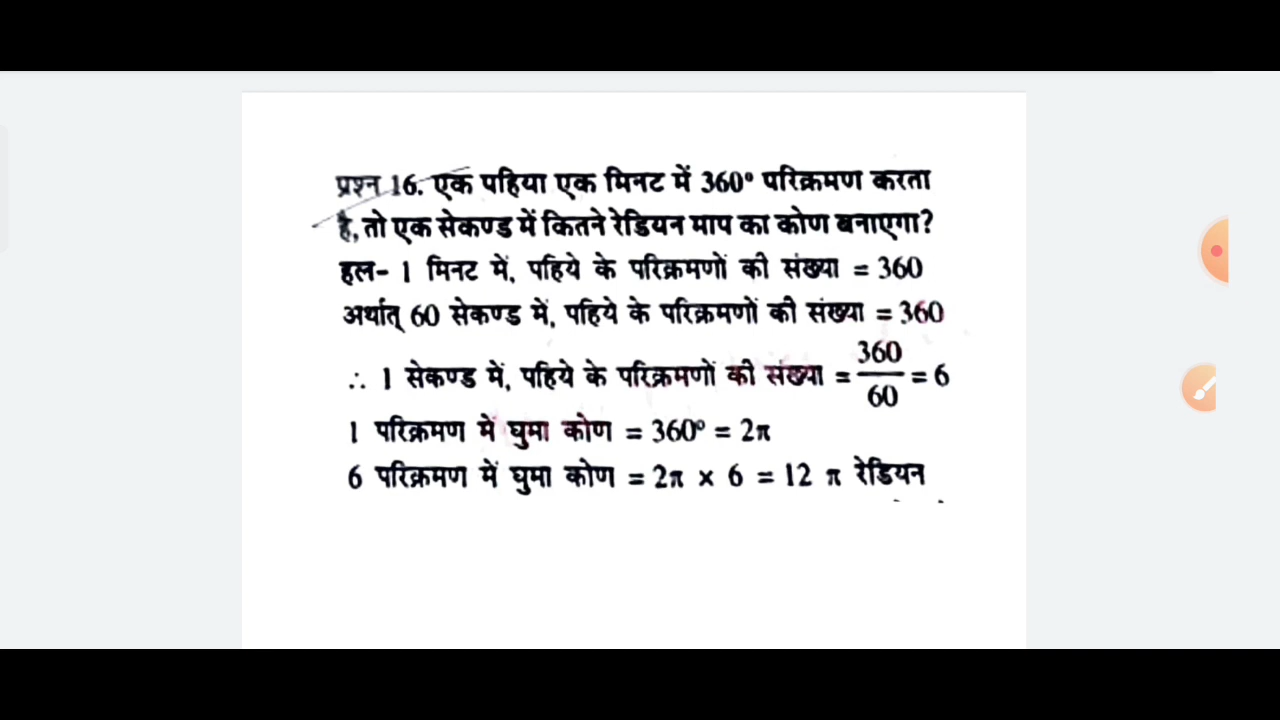 प्रश्न 16. एक पहिया एक मिनट में 360° परिक्रमण करता
है, तो एक सेकण्ड में कितने रेडियन माप का कोण बनाएगा?
हल- 1 मिनट में, पहिये के परिक्रमणों की संख्या = 360
अर्थात् 60 सेकण्ड में, पहिये के परिक्रमणों की संख्या = 360
∴ 1 सेकण्ड में, पहिये के परिक्रमणों की संख्या = 360/60 = 6
1 परिक्रमण में घुमा कोण = 360° = 2π
6 परिक्रमण में घुमा कोण = 2π × 6 = 12 π रेडियन